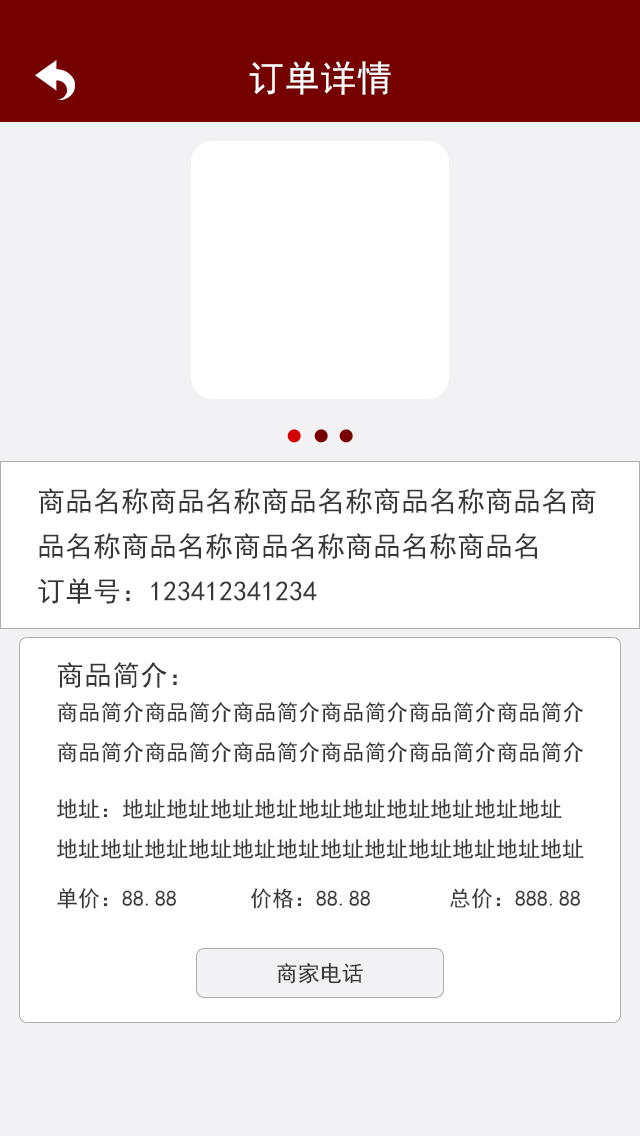 订单详情
商品名称商品名称商品名称商品名称商品名商
品名称商品名称商品名称商品名称商品名
订单号：123412341234
商品简介：
商品简介商品简介商品简介商品简介商品简介商品简介
商品简介商品简介商品简介商品简介商品简介商品简介
地址：地址地址地址地址地址地址地址地址地址地址
地址地址地址地址地址地址地址地址地址地址地址地址
单价：88.88 价格：88.88 总价：888.88
商家电话